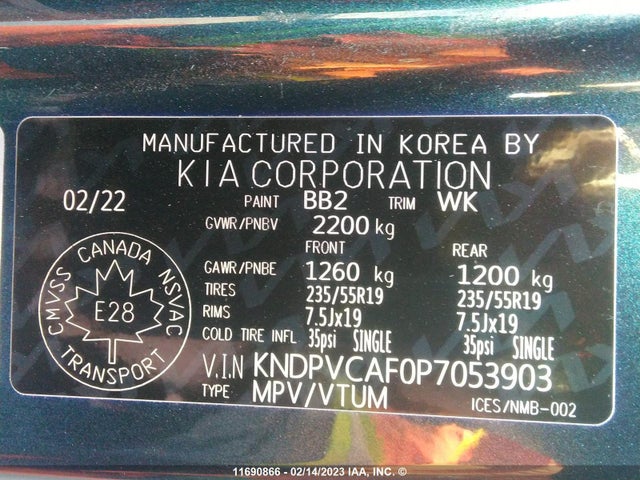 MANUFACTURED IN KOREA BY
KIA CORPORATION
02/22 PAINT BB2 TRIM WK
GVWR/PNBV 2200 kg
FRONT REAR
GAWR/PNBE 1260 kg 1200 kg
TIRES 235/55R19 235/55R19
RIMS 7.5Jx19 7.5Jx19
COLD TIRE INFL 35psi SINGLE 35psi SINGLE
V.I.N KNDPVCAF0P7053903
TYPE MPV/VTUM ICES/NMB-002
CMVSS CANADA NSVAC
E28
TRANSPORT
11690866 - 02/14/2023 IAA, INC. ©